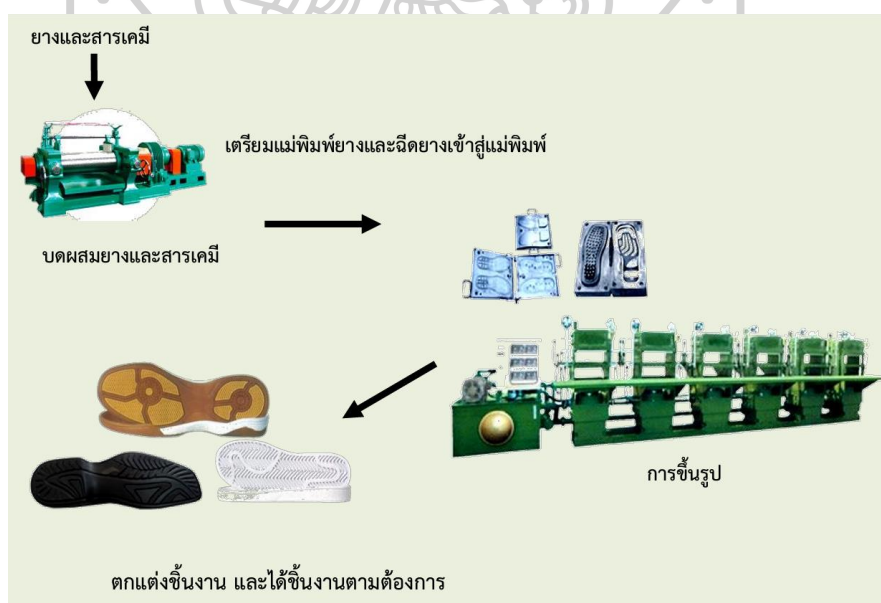 ยางและสารเคมี
เตรียมแม่พิมพ์ยางและฉีดยางเข้าสู่แม่พิมพ์
บดผสมยางและสารเคมี
การขึ้นรูป
ตกแต่งชิ้นงาน และได้ชิ้นงานตามต้องการ